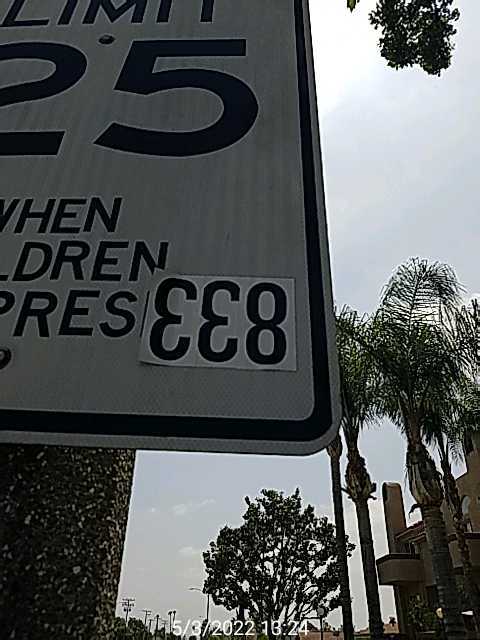 LIMIT
25
WHEN
LDREN
PRES
833
5/3/2022 13:24